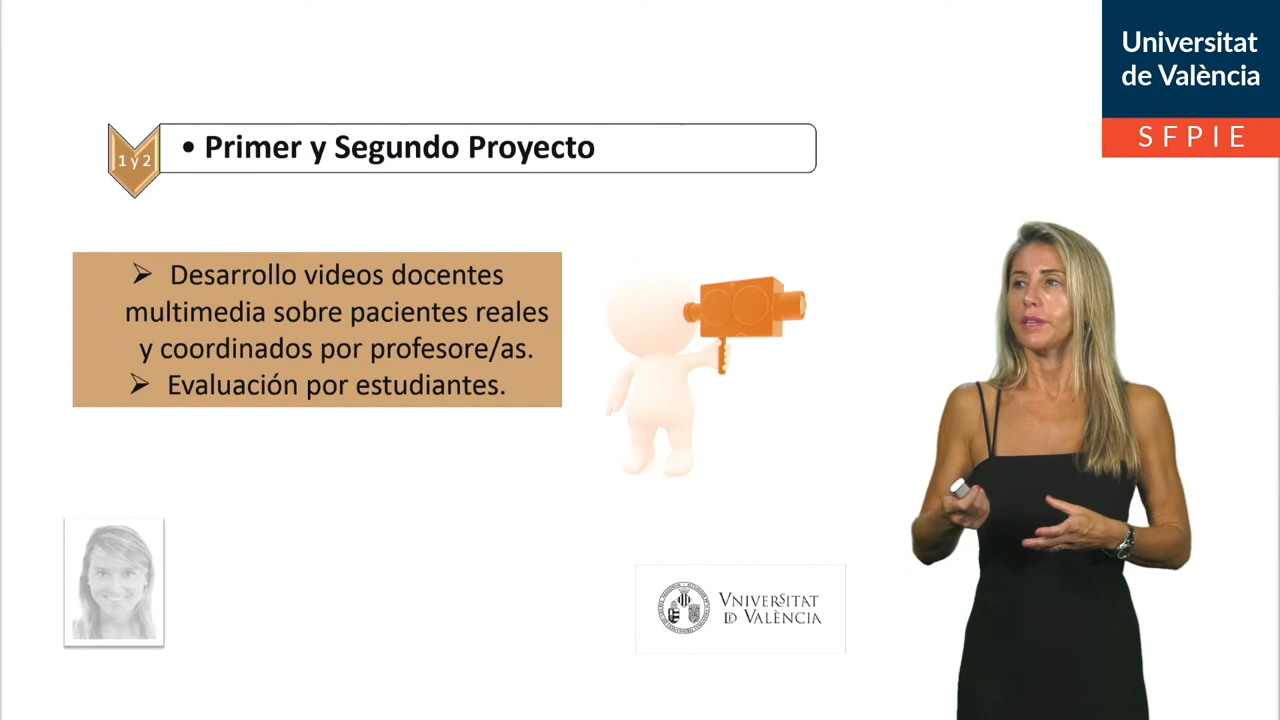 Universitat
de València
SFPIE
1 y 2
• Primer y Segundo Proyecto
➢ Desarrollo videos docentes
multimedia sobre pacientes reales
y coordinados por profesore/as.
➢ Evaluación por estudiantes.
VNIVERSITAT
DE VALÈNCIA